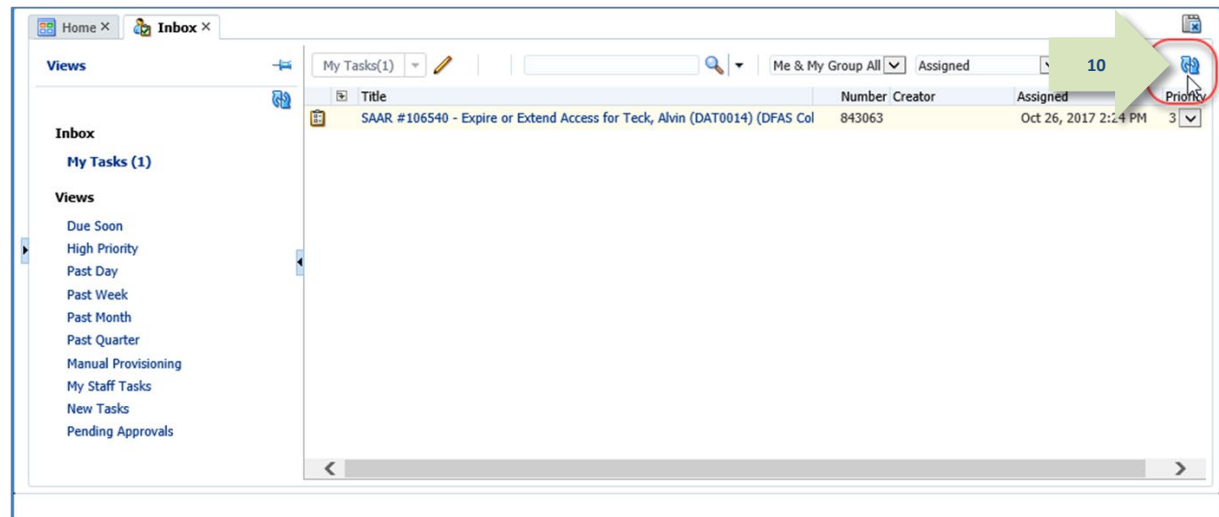 Home Inbox
Views My Tasks(1) Me & My Group All Assigned 10
Title Number Creator Assigned Priority
SAAR #106540 - Expire or Extend Access for Teck, Alvin (DAT0014) (DFAS Col 843063 Oct 26, 2017 2:24 PM 3
Inbox
My Tasks (1)
Views
Due Soon
High Priority
Past Day
Past Week
Past Month
Past Quarter
Manual Provisioning
My Staff Tasks
New Tasks
Pending Approvals